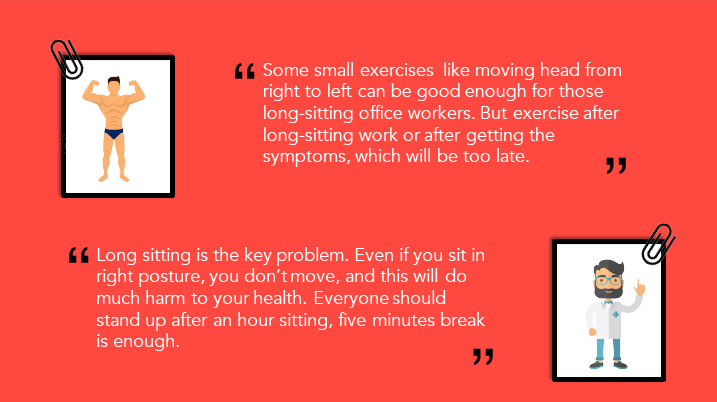 “ Some small exercises like moving head from
right to left can be good enough for those
long-sitting office workers. But exercise after
long-sitting work or after getting the
symptoms, which will be too late. ”
“ Long sitting is the key problem. Even if you sit in
right posture, you don’t move, and this will do
much harm to your health. Everyone should
stand up after an hour sitting, five minutes break
is enough. ”